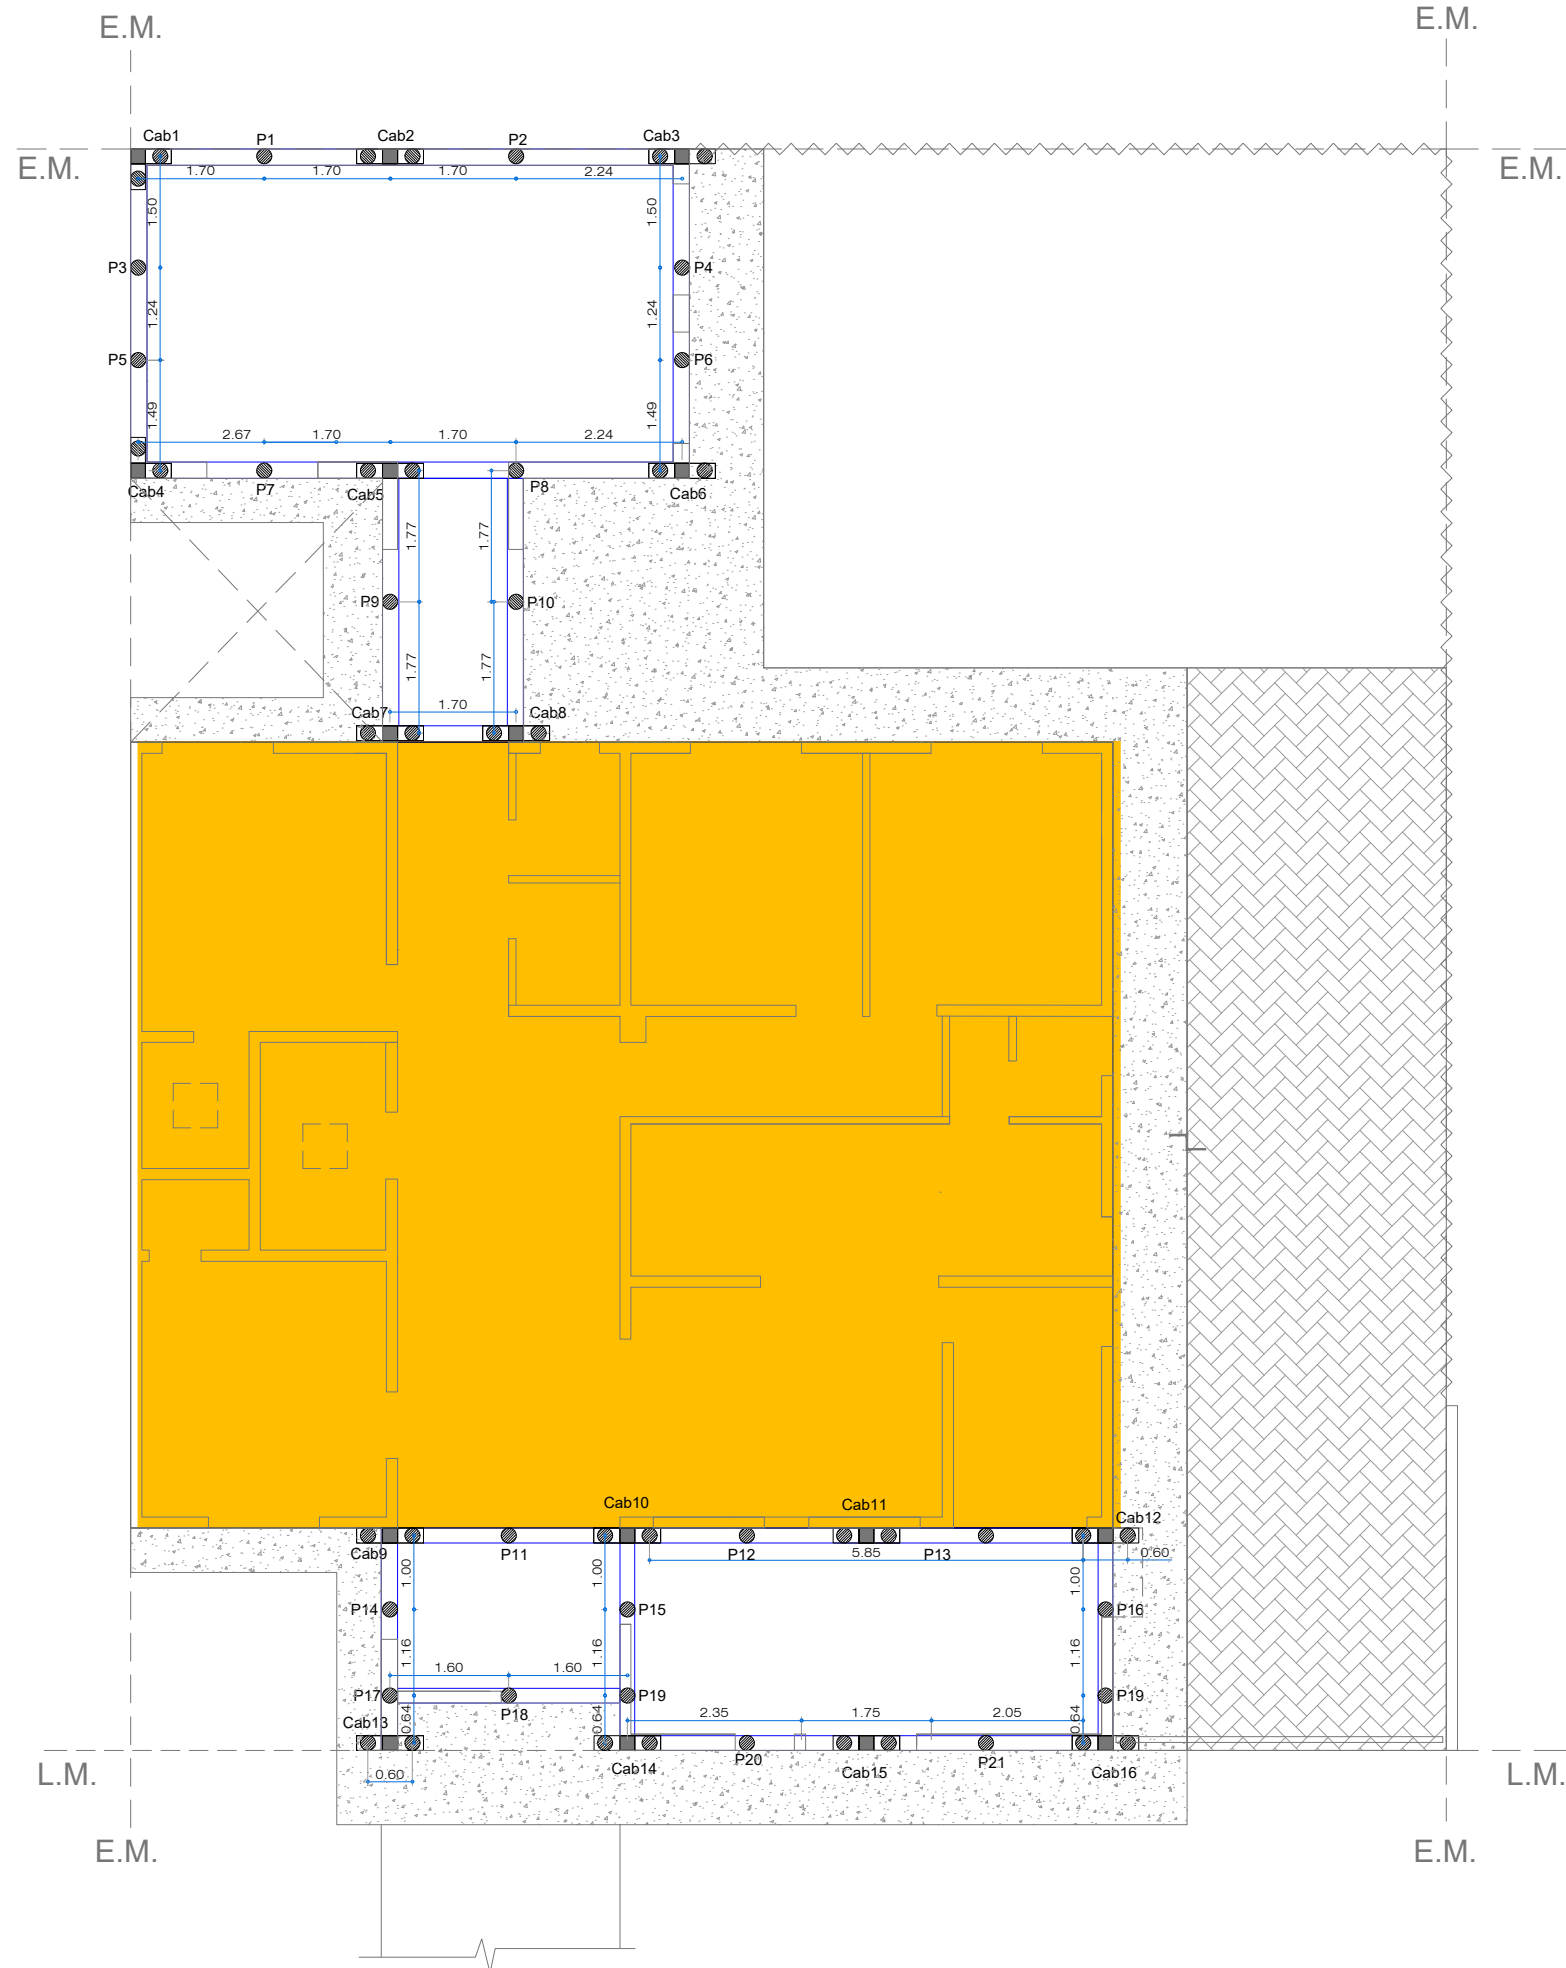 E.M.
E.M.
Cab1 P1 Cab2 P2 Cab3
E.M. E.M.
1.70 1.70 1.70 2.24
1.50 1.50
P3 P4
1.24 1.24
P5 P6
1.49 1.49
2.67 1.70 1.70 2.24
Cab4 P7 Cab5 P8 Cab6
1.77 1.77
P9 P10
1.77 1.77
1.70
Cab7 Cab8
Cab10 Cab11 Cab12
Cab9 P11 P12 5.85 P13 0.60
1.00 1.00 1.00
P14 P15 P16
1.16 1.16 1.16
1.60 1.60
P17 P18 P19 P19
Cab13 0.64 0.64 2.35 1.75 2.05 0.64
Cab14 P20 Cab15 P21 Cab16
L.M. 0.60 L.M.
E.M. E.M.